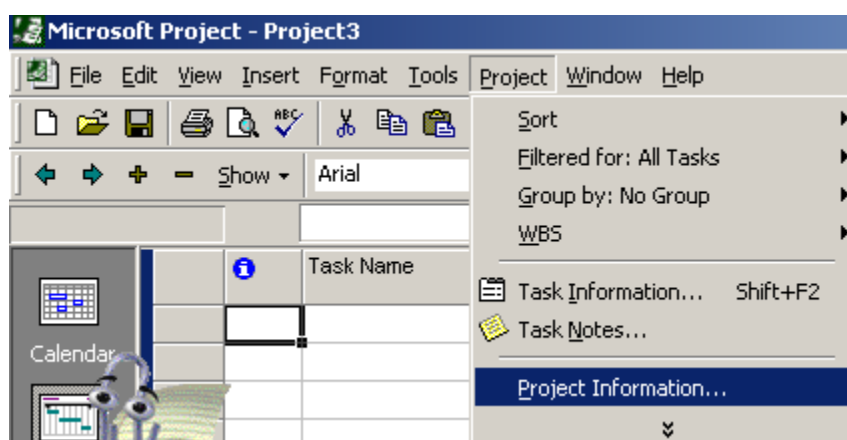 Microsoft Project - Project3
File Edit View Insert Format Tools Project Window Help
ABC
Sort
Show Arial
Filtered for: All Tasks
Group by: No Group
WBS
Task Name
Task Information... Shift+F2
Task Notes...
Calendar
Project Information...